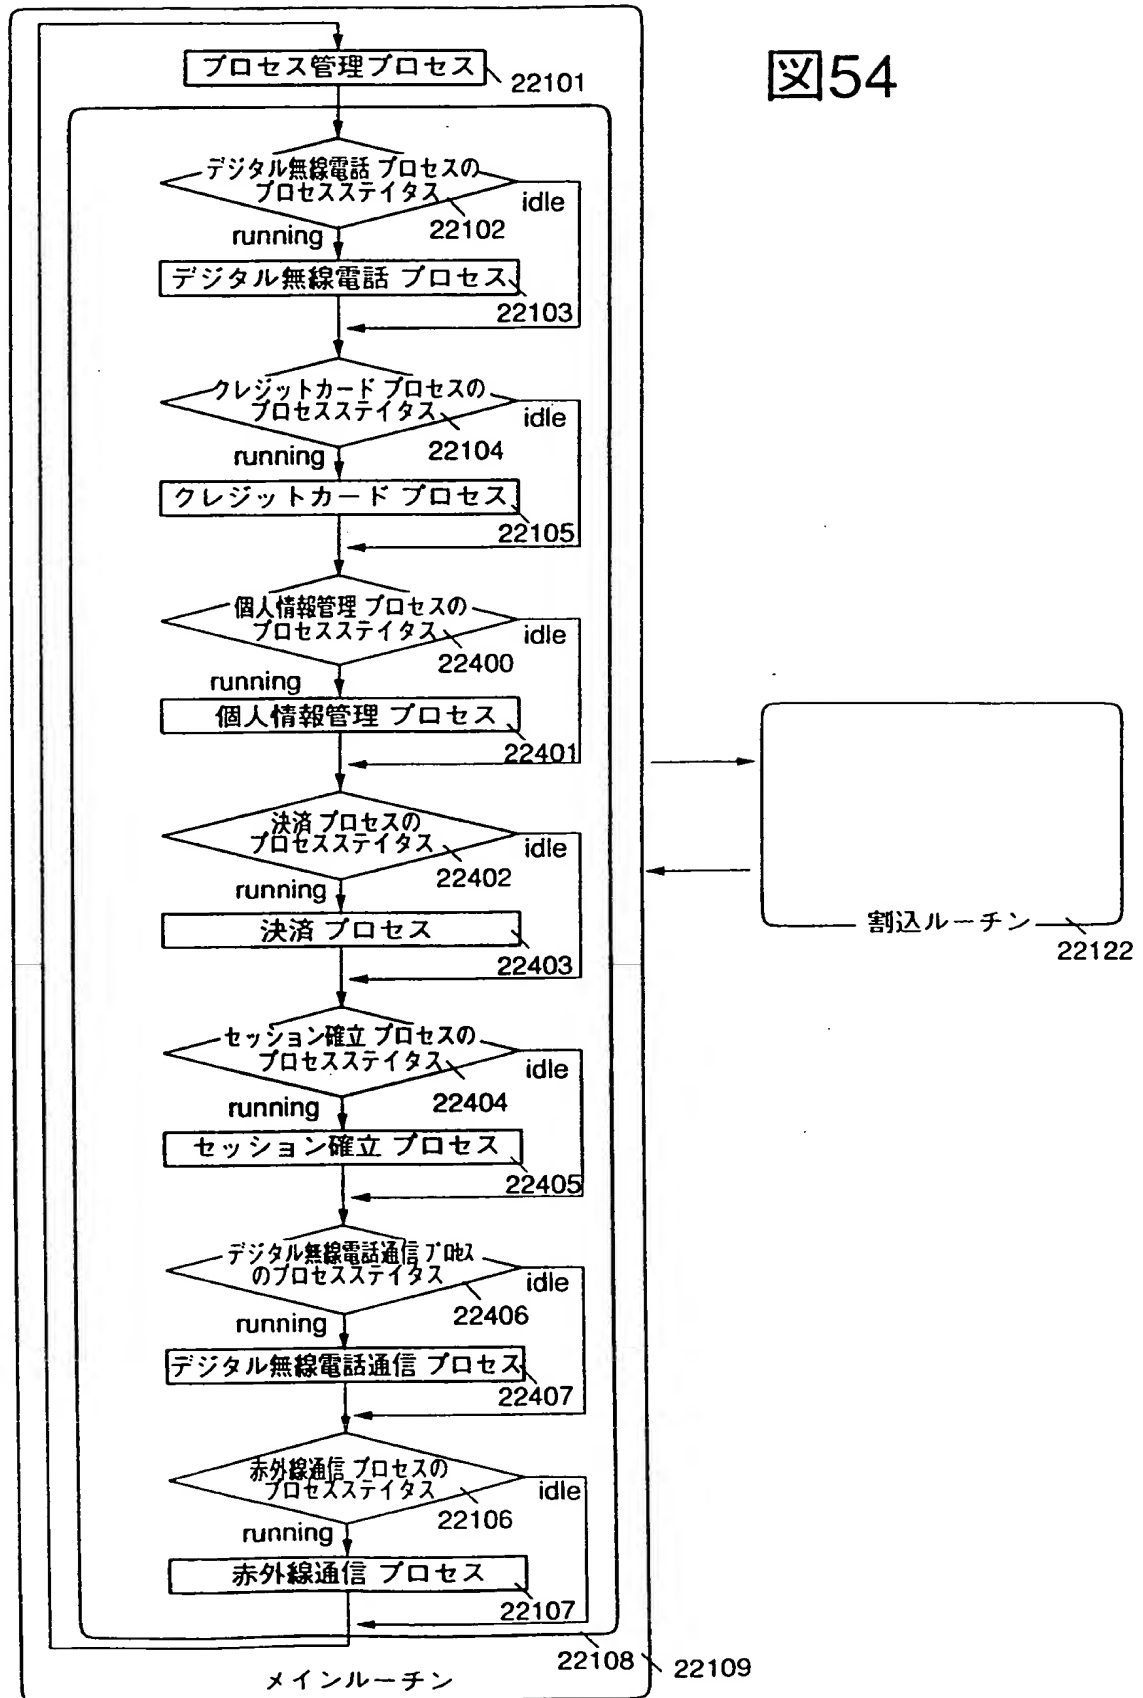 図54
プロセス管理プロセス
22101
デジタル無線電話 プロセスの
プロセスステイタス
22102
idle
running
デジタル無線電話 プロセス
22103
クレジットカード プロセスの
プロセスステイタス
22104
idle
running
クレジットカード プロセス
22105
個人情報管理 プロセスの
プロセスステイタス
22400
idle
running
個人情報管理 プロセス
22401
決済 プロセスの
プロセスステイタス
22402
idle
running
決済 プロセス
22403
セッション確立 プロセスの
プロセスステイタス
22404
idle
running
セッション確立 プロセス
22405
デジタル無線電話通信 プロセス
のプロセスステイタス
22406
idle
running
デジタル無線電話通信 プロセス
22407
赤外線通信 プロセスの
プロセスステイタス
22106
idle
running
赤外線通信 プロセス
22107
22108
22109
メインルーチン
割込ルーチン
22122